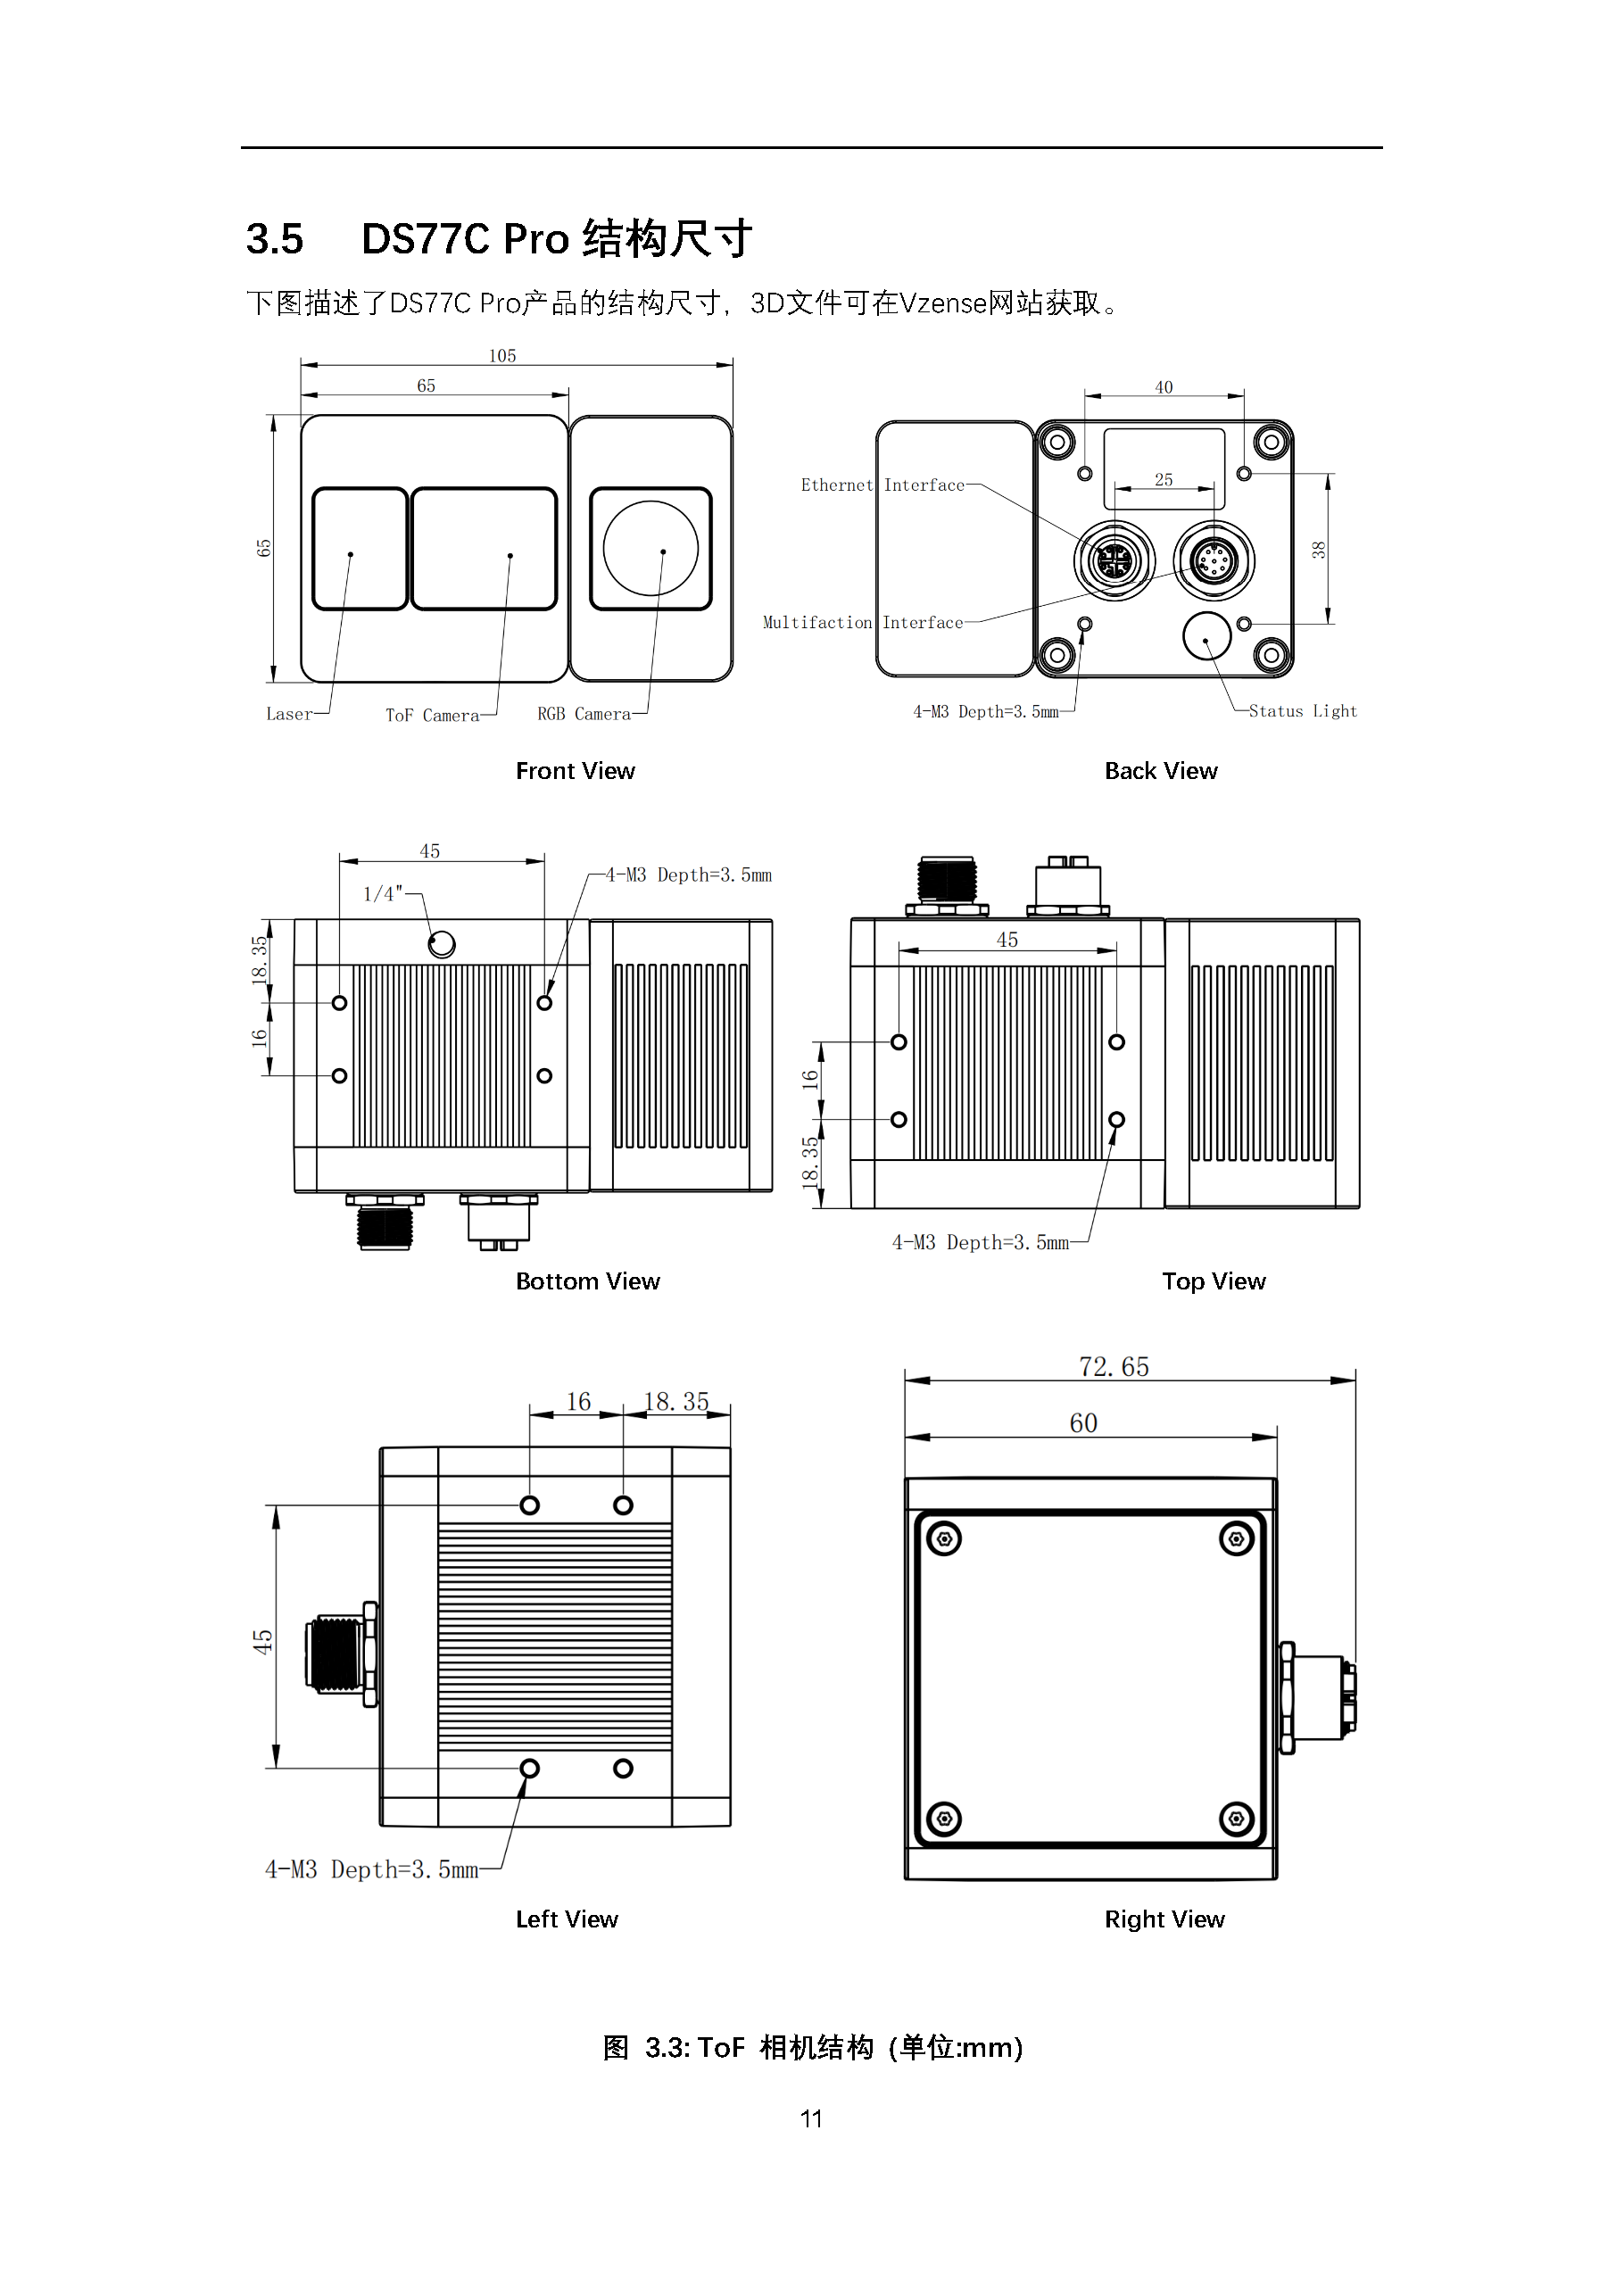 3.5 DS77C Pro 结构尺寸
下图描述了DS77C Pro产品的结构尺寸，3D文件可在Vzense网站获取。
105
65
65
Laser
ToF Camera
RGB Camera
Front View
40
25
38
Ethernet Interface
Multifaction Interface
4-M3 Depth=3.5mm
Status Light
Back View
45
1/4"
4-M3 Depth=3.5mm
18.35
16
Bottom View
45
16
18.35
4-M3 Depth=3.5mm
Top View
16
18.35
45
4-M3 Depth=3.5mm
Left View
72.65
60
Right View
图 3.3: ToF 相机结构 (单位:mm)
11